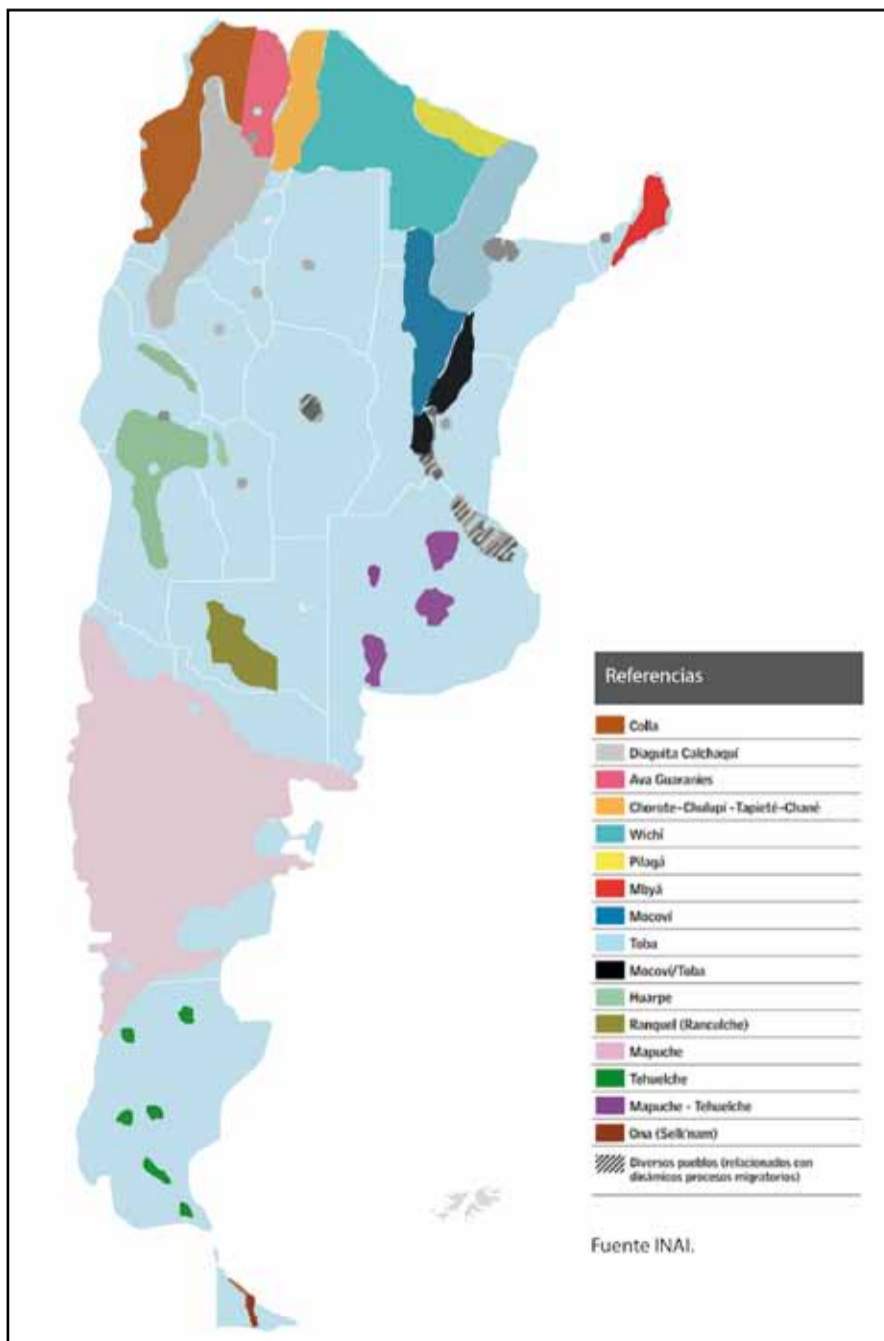 Referencias
Colla
Diaguita Calchaquí
Ava Guaraníes
Chorote-Chulupí -Tapieté-Chané
Wichí
Pilagá
Mbyá
Mocoví
Toba
Mocoví/Toba
Huarpe
Ranquel (Ranculche)
Mapuche
Tehuelche
Mapuche - Tehuelche
Ona (Selk'nam)
Diversos pueblos (relacionados con
dinámicos procesos migratorios)
Fuente INAI.